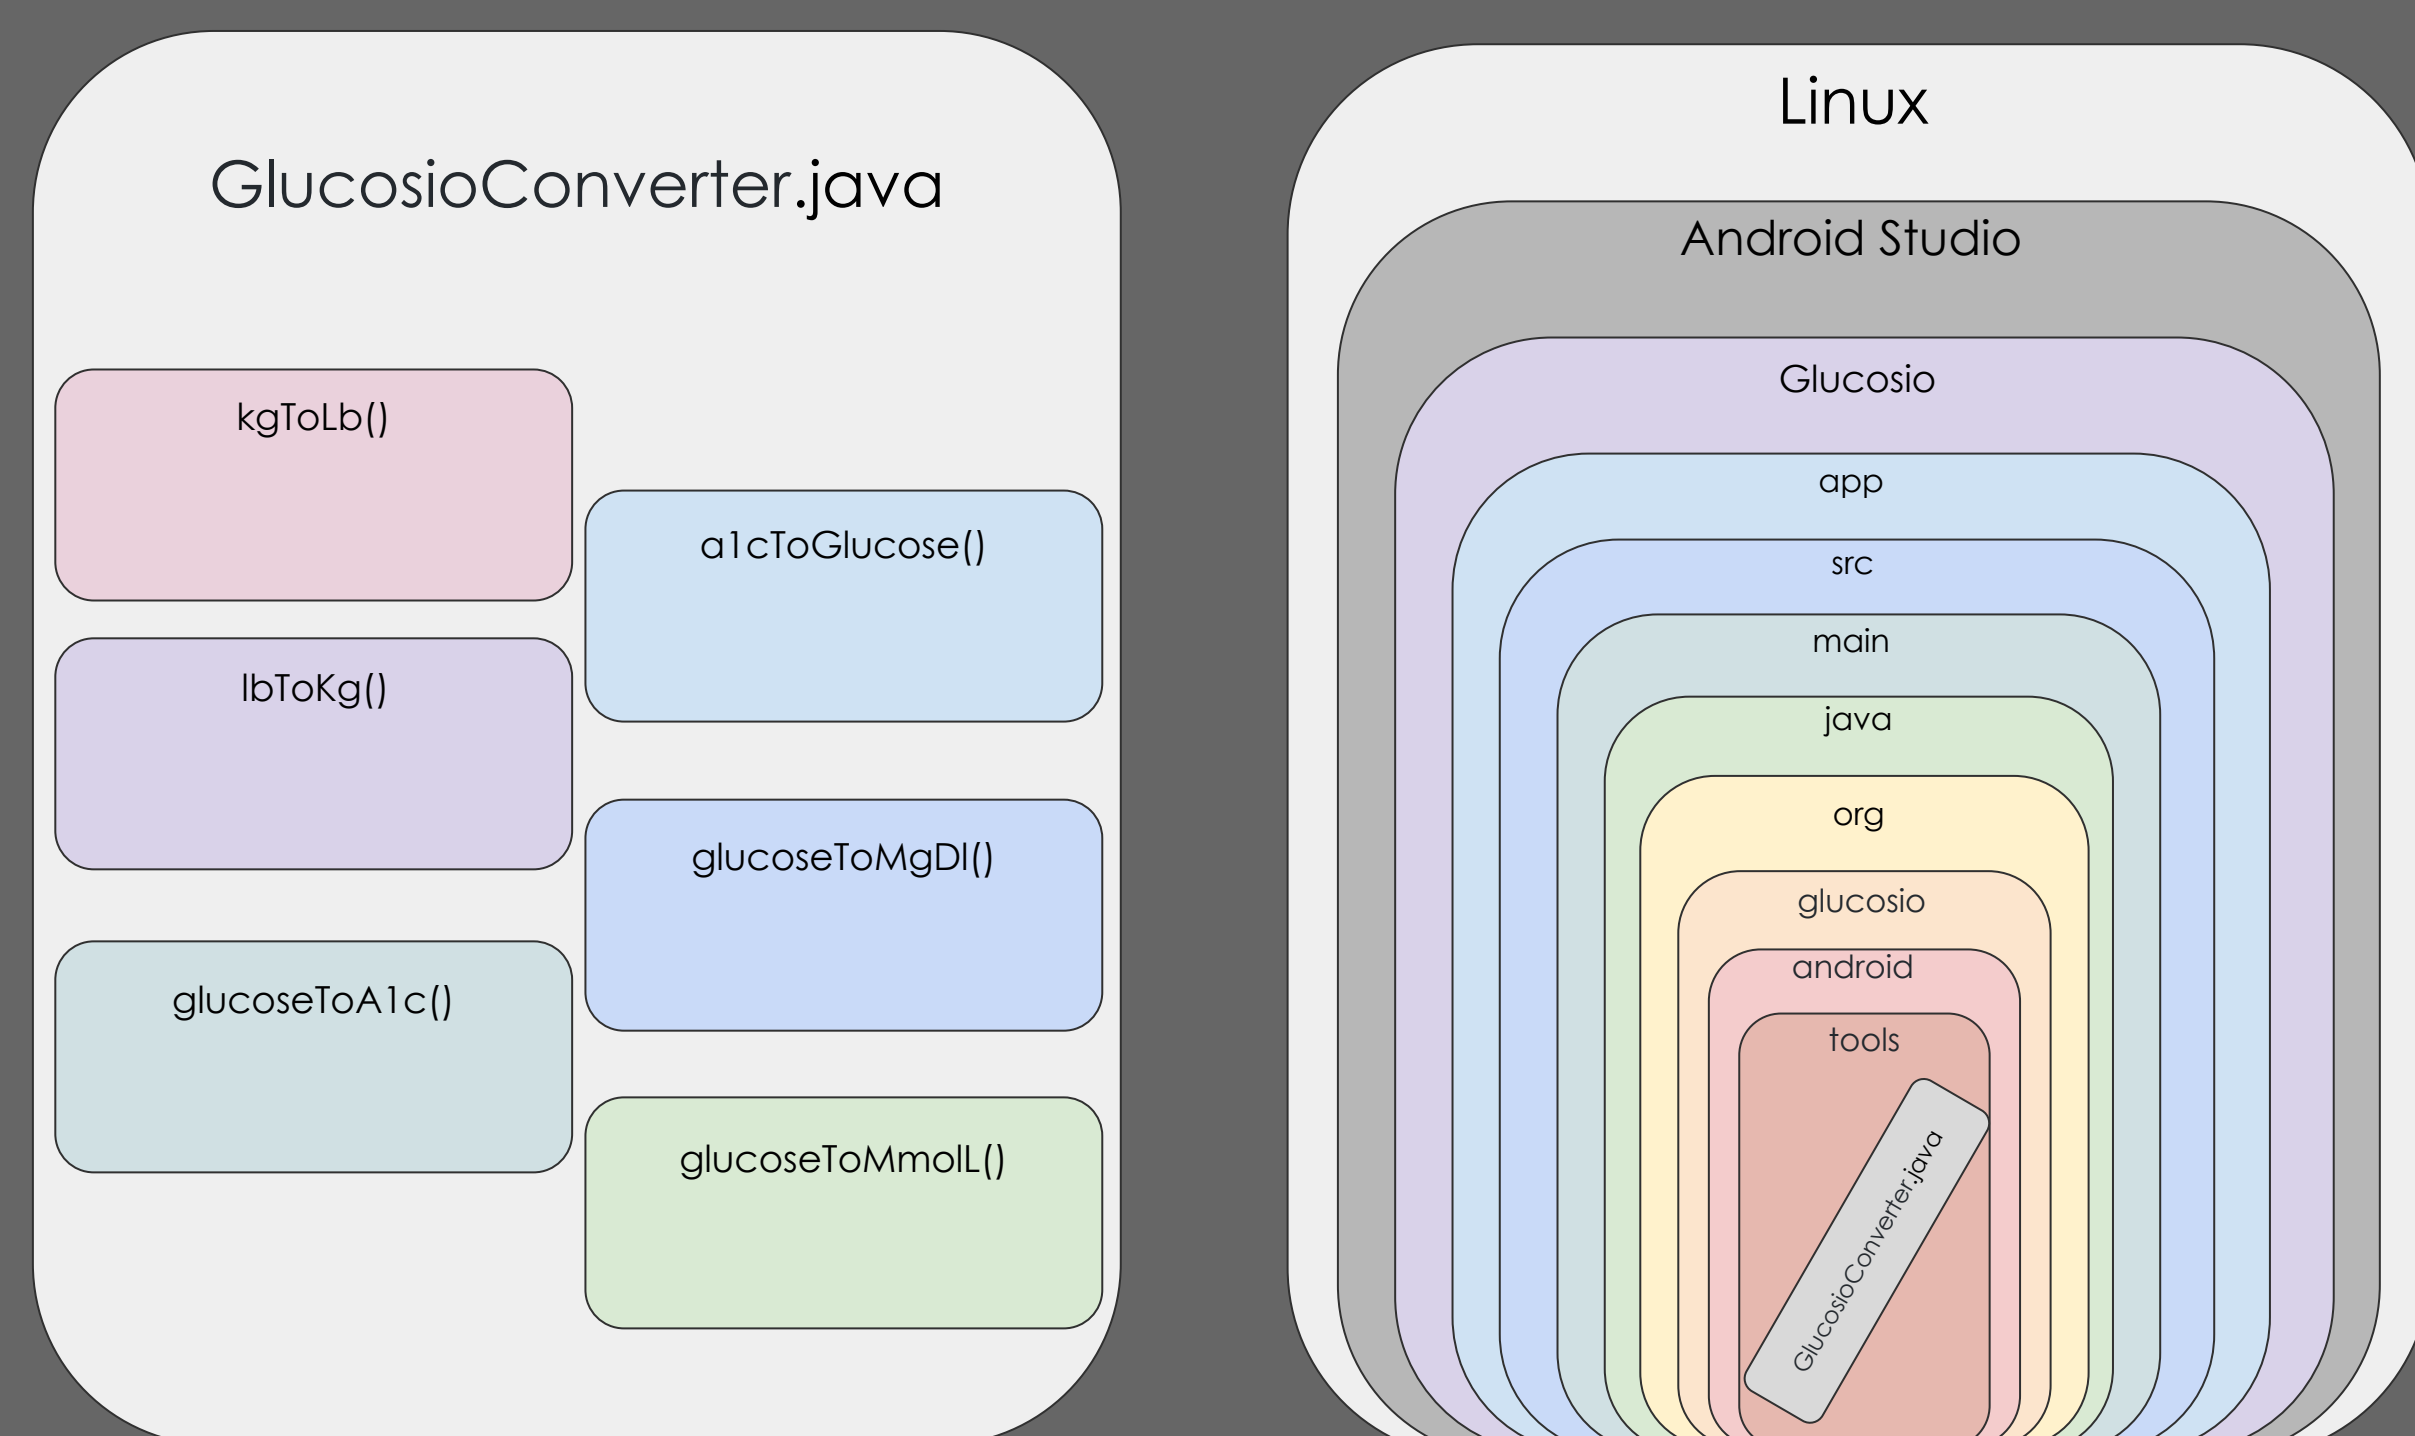 GlucosioConverter.java
kgToLb()
lbToKg()
glucoseToA1c()
a1cToGlucose()
glucoseToMgDl()
glucoseToMmolL()
Linux
Android Studio
Glucosio
app
src
main
java
org
glucosio
android
tools
GlucosioConverter.java